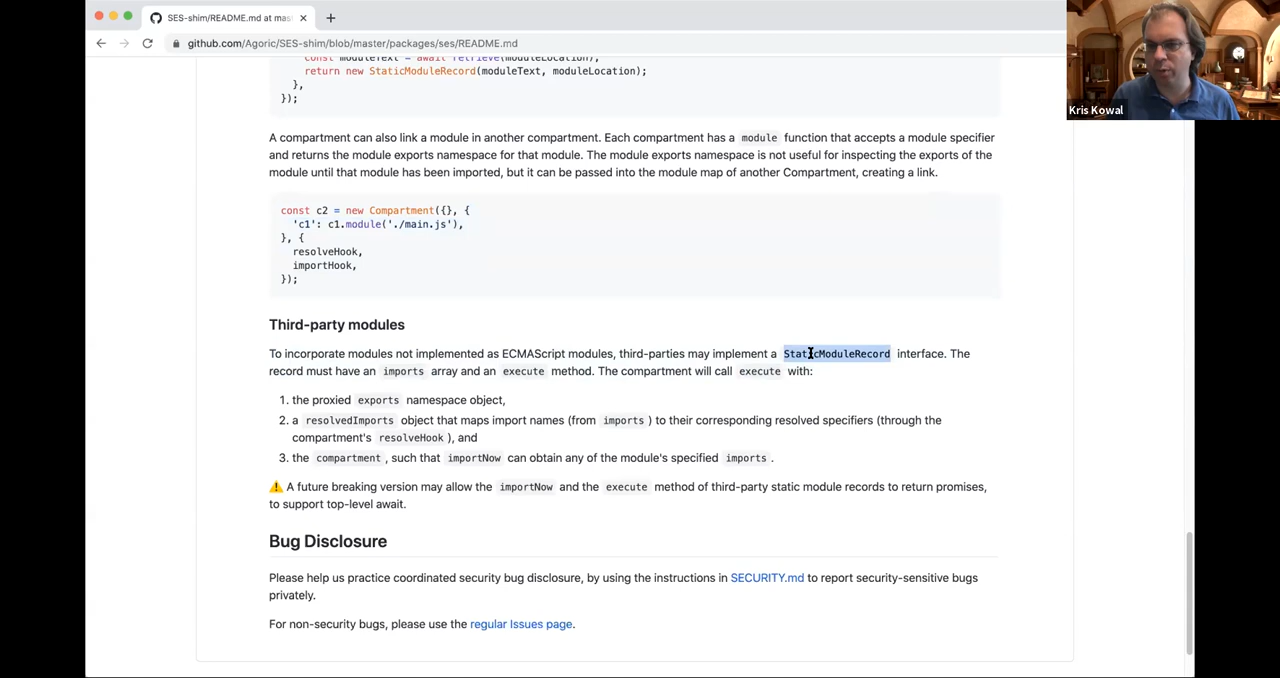 SES-shim/README.md at mas
github.com/Agoric/SES-shim/blob/master/packages/ses/README.md
const moduleText = await retrieve(moduleLocation);
return new StaticModuleRecord(moduleText, moduleLocation);
},
});
A compartment can also link a module in another compartment. Each compartment has a module function that accepts a module specifier
and returns the module exports namespace for that module. The module exports namespace is not useful for inspecting the exports of the
module until that module has been imported, but it can be passed into the module map of another Compartment, creating a link.
const c2 = new Compartment({}, {
'c1': c1.module('./main.js'),
}, {
resolveHook,
importHook,
});
Third-party modules
To incorporate modules not implemented as ECMAScript modules, third-parties may implement a StaticModuleRecord interface. The
record must have an imports array and an execute method. The compartment will call execute with:
1. the proxied exports namespace object,
2. a resolvedImports object that maps import names (from imports ) to their corresponding resolved specifiers (through the
compartment's resolveHook ), and
3. the compartment , such that importNow can obtain any of the module's specified imports .
⚠️ A future breaking version may allow the importNow and the execute method of third-party static module records to return promises,
to support top-level await.
Bug Disclosure
Please help us practice coordinated security bug disclosure, by using the instructions in SECURITY.md to report security-sensitive bugs
privately.
For non-security bugs, please use the regular Issues page.
Kris Kowal